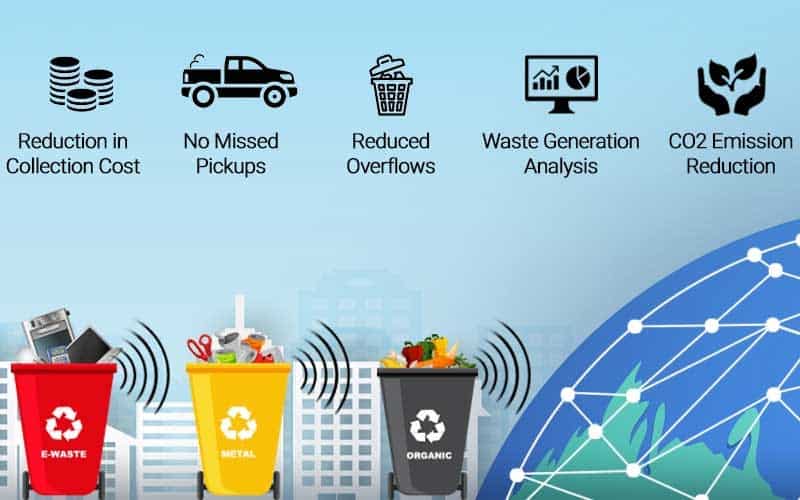 Reduction in
Collection Cost
No Missed
Pickups
Reduced
Overflows
Waste Generation
Analysis
CO2 Emission
Reduction
E-WASTE
METAL
ORGANIC